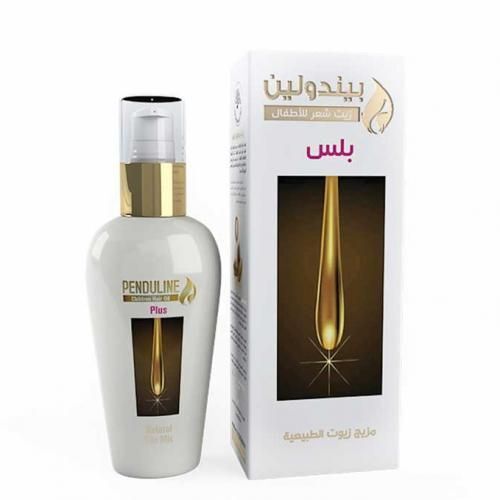 PENDULINE
Children Hair Oil
Plus
Natural
Oils Mix
بيندولين
زيت شعر للأطفال
بلس
مزيج زيوت الطبيعية